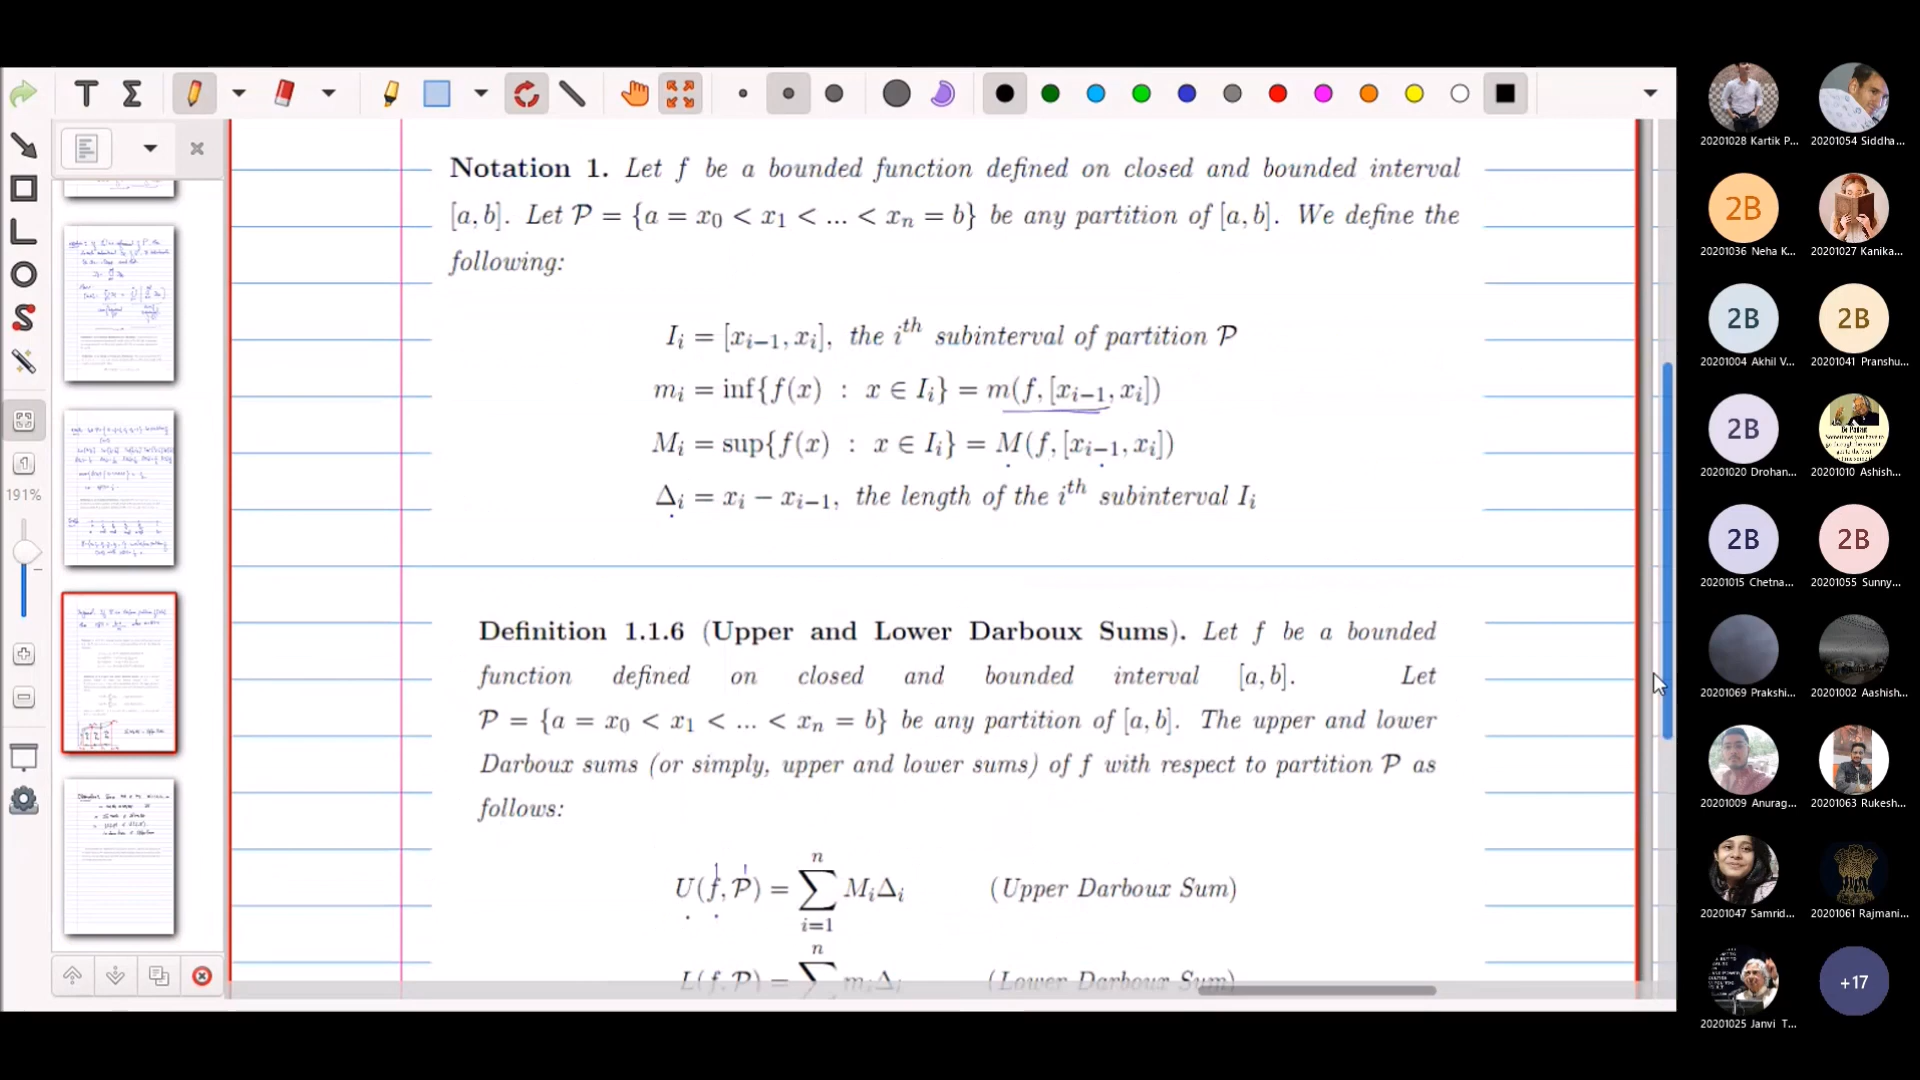 Notation 1. Let f be a bounded function defined on closed and bounded interval
[a, b]. Let P = {a = x₀ < x₁ < ... < xₙ = b} be any partition of [a, b]. We define the
following:
Iᵢ = [xᵢ₋₁, xᵢ], the iᵗʰ subinterval of partition P
mᵢ = inf{f(x) : x ∈ Iᵢ} = m(f, [xᵢ₋₁, xᵢ])
Mᵢ = sup{f(x) : x ∈ Iᵢ} = M(f, [xᵢ₋₁, xᵢ])
Δᵢ = xᵢ − xᵢ₋₁, the length of the iᵗʰ subinterval Iᵢ
Definition 1.1.6 (Upper and Lower Darboux Sums). Let f be a bounded
function defined on closed and bounded interval [a, b]. Let
P = {a = x₀ < x₁ < ... < xₙ = b} be any partition of [a, b]. The upper and lower
Darboux sums (or simply, upper and lower sums) of f with respect to partition P as
follows:
U(f, P) = ∑ᵢ₌₁ⁿ MᵢΔᵢ (Upper Darboux Sum)
L(f, P) = ∑ⁿ mᵢΔᵢ (Lower Darboux Sum)
191%
20201028 Kartik P... 20201054 Siddha...
2B
20201036 Neha K... 20201027 Kanika...
2B 2B
20201004 Akhil V... 20201041 Pranshu...
2B
20201020 Drohan... 20201010 Ashish...
2B 2B
20201015 Chetna... 20201055 Sunny...
20201069 Prakshi... 20201002 Aashish...
20201009 Anurag... 20201063 Rukesh...
20201047 Samrid... 20201061 Rajmani...
+17
20201025 Janvi T...